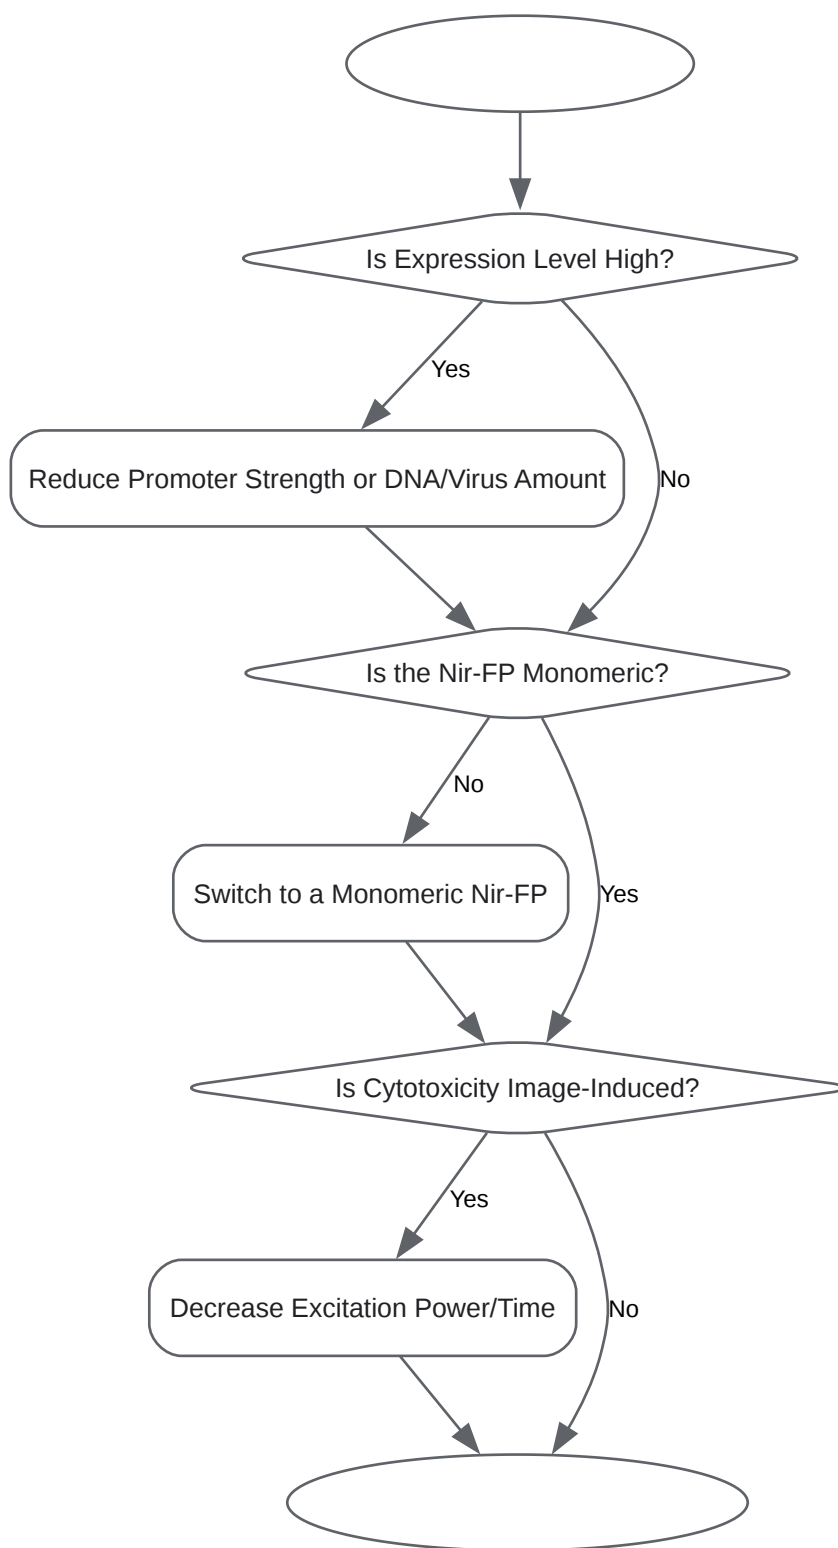 Is Expression Level High?
Yes
Reduce Promoter Strength or DNA/Virus Amount
No
Is the Nir-FP Monomeric?
No
Switch to a Monomeric Nir-FP
Yes
Is Cytotoxicity Image-Induced?
Yes
Decrease Excitation Power/Time
No